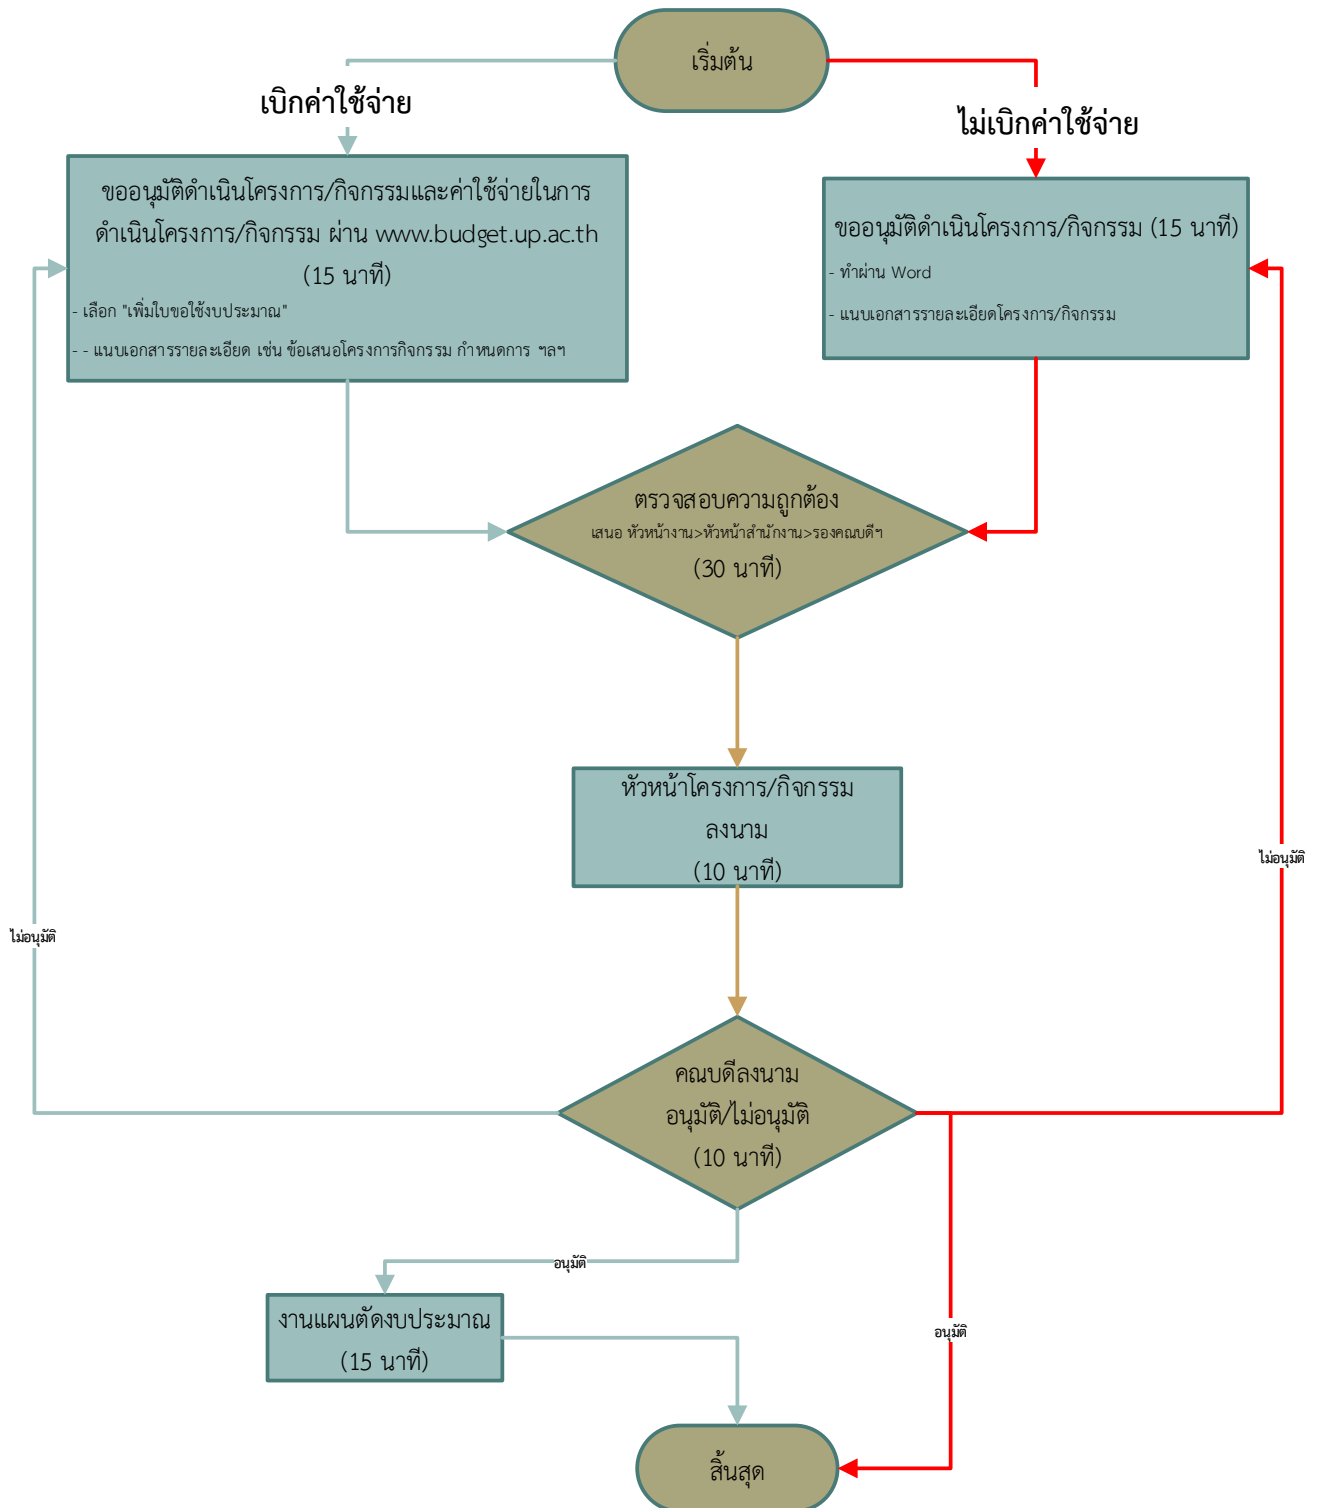 เริ่มต้น
เบิกค่าใช้จ่าย
ไม่เบิกค่าใช้จ่าย
ขออนุมัติดำเนินโครงการ/กิจกรรมและค่าใช้จ่ายในการ
ดำเนินโครงการ/กิจกรรม ผ่าน www.budget.up.ac.th
(15 นาที)
- เลือก "เพิ่มใบขอใช้งบประมาณ"
- - แนบเอกสารรายละเอียด เช่น ข้อเสนอโครงการกิจกรรม กำหนดการ ฯลฯ
ขออนุมัติดำเนินโครงการ/กิจกรรม (15 นาที)
- ทำผ่าน Word
- แนบเอกสารรายละเอียดโครงการ/กิจกรรม
ตรวจสอบความถูกต้อง
เสนอ หัวหน้างาน>หัวหน้าสำนักงาน>รองคณบดีฯ
(30 นาที)
หัวหน้าโครงการ/กิจกรรม
ลงนาม
(10 นาที)
ไม่อนุมัติ
ไม่อนุมัติ
คณบดีลงนาม
อนุมัติ/ไม่อนุมัติ
(10 นาที)
อนุมัติ
งานแผนตัดงบประมาณ
(15 นาที)
อนุมัติ
สิ้นสุด